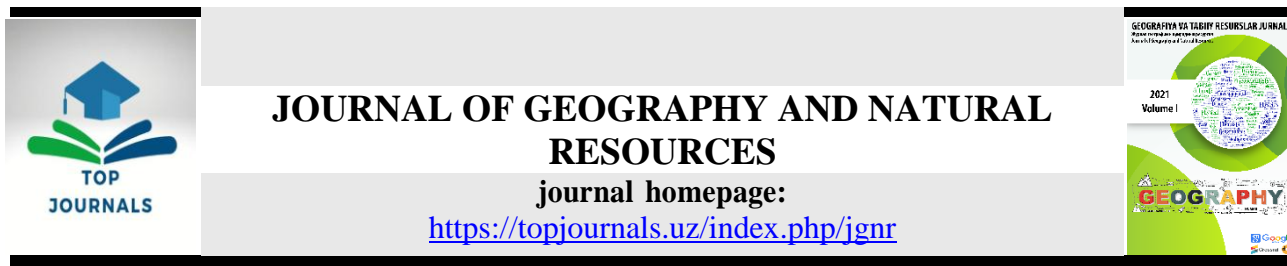 TOP
JOURNALS
JOURNAL OF GEOGRAPHY AND NATURAL
RESOURCES
journal homepage:
https://topjournals.uz/index.php/jgnr
GEOGRAFIYA VA TABIIY RESURSLAR JURNAL
2021
Volume I
GEOGRAPHY